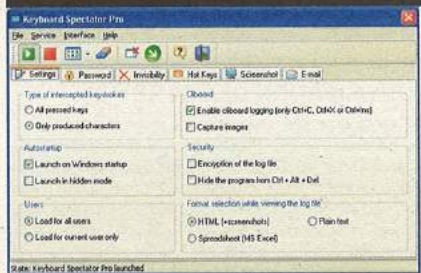 Keyboard Spectator Pro
File Service Interface Help
Settings Password Invisibility Hot Keys Screenshot E-mail
Type of intercepted keystrokes
All pressed keys
Only produced characters
Clipboard
Enable clipboard logging (only Ctrl+C, Ctrl+X or Ctrl+Ins)
Capture images
Autostartup
Launch on Windows startup
Launch in hidden mode
Security
Encryption of the log file
Hide the program from Ctrl + Alt + Del
Users
Load for all users
Load for current user only
Format selection while viewing the log file
HTML (+screenshots) Plain text
Spreadsheet (MS Excel)
State: Keyboard Spectator Pro launched